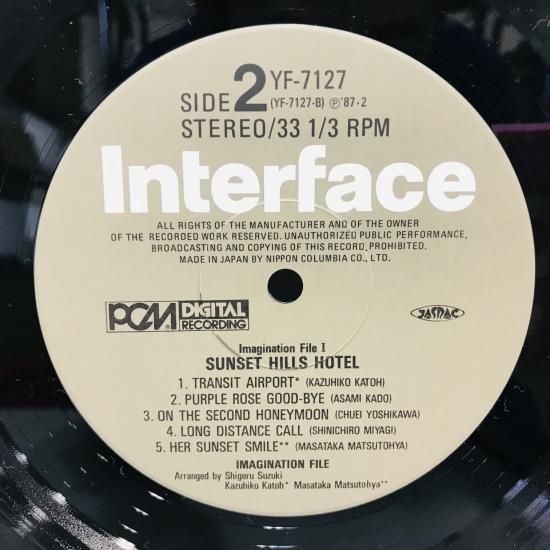 SIDE 2 YF-7127
(YF-7127-B) Ⓟ'87・2
STEREO/33 1/3 RPM
Interface
ALL RIGHTS OF THE MANUFACTURER AND OF THE OWNER
OF THE RECORDED WORK RESERVED. UNAUTHORIZED PUBLIC PERFORMANCE,
BROADCASTING AND COPYING OF THIS RECORD, PROHIBITED.
MADE IN JAPAN BY NIPPON COLUMBIA CO., LTD.
PCM DIGITAL
RECORDING
JASRAC
Imagination File I
SUNSET HILLS HOTEL
1. TRANSIT AIRPORT* (KAZUHIKO KATOH)
2. PURPLE ROSE GOOD-BYE (ASAMI KADO)
3. ON THE SECOND HONEYMOON (CHUEI YOSHIKAWA)
4. LONG DISTANCE CALL (SHINICHIRO MIYAGI)
5. HER SUNSET SMILE** (MASATAKA MATSUTOHYA)
IMAGINATION FILE
Arranged by Shigeru Suzuki
Kazuhiko Katoh* Masataka Matsutohya**